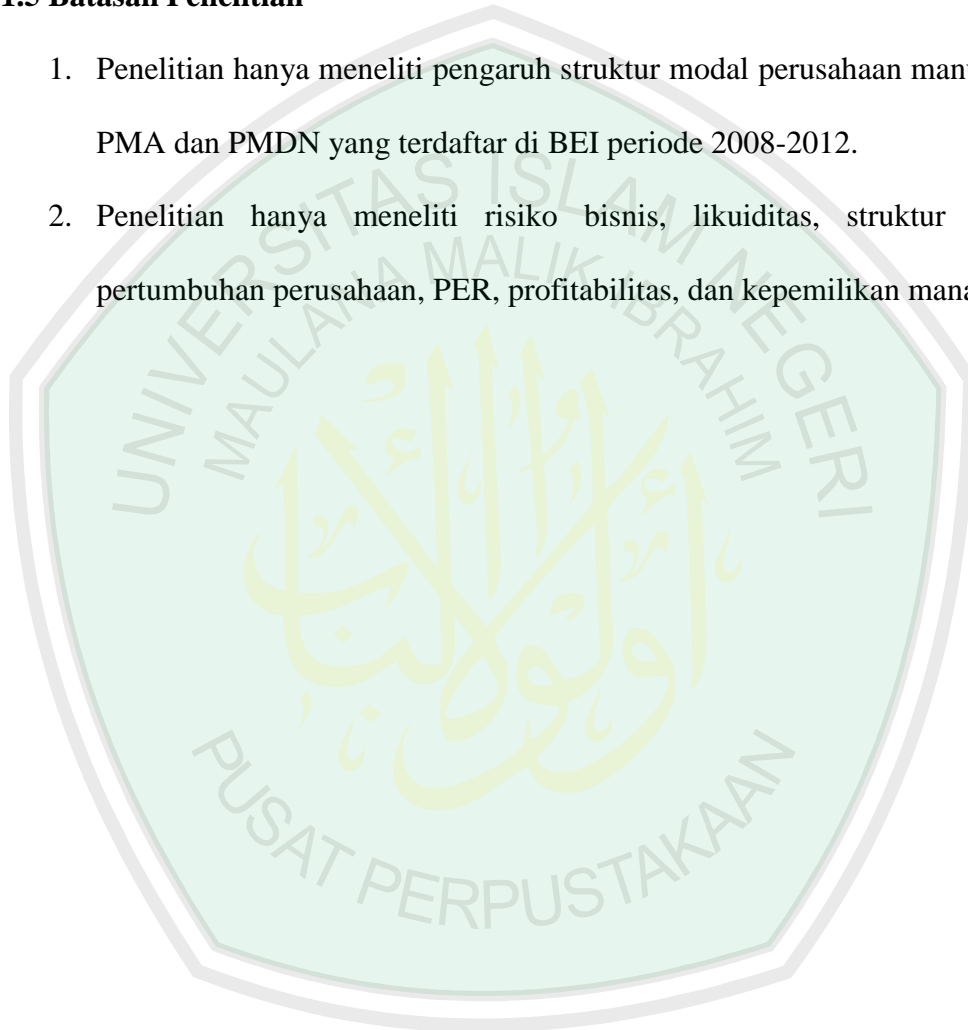 1.5 Batasan Penelitian
1. Penelitian hanya meneliti pengaruh struktur modal perusahaan
PMA dan PMDN yang terdaftar di BEI periode 2008-2012.
2. Penelitian hanya meneliti risiko bisnis, likuiditas, struktur
pertumbuhan perusahaan, PER, profitabilitas, dan kepemilikan
UNIVERSITAS ISLAM NEGERI
MAULANA MALIK IBRAHIM
PUSAT PERPUSTAKAAN